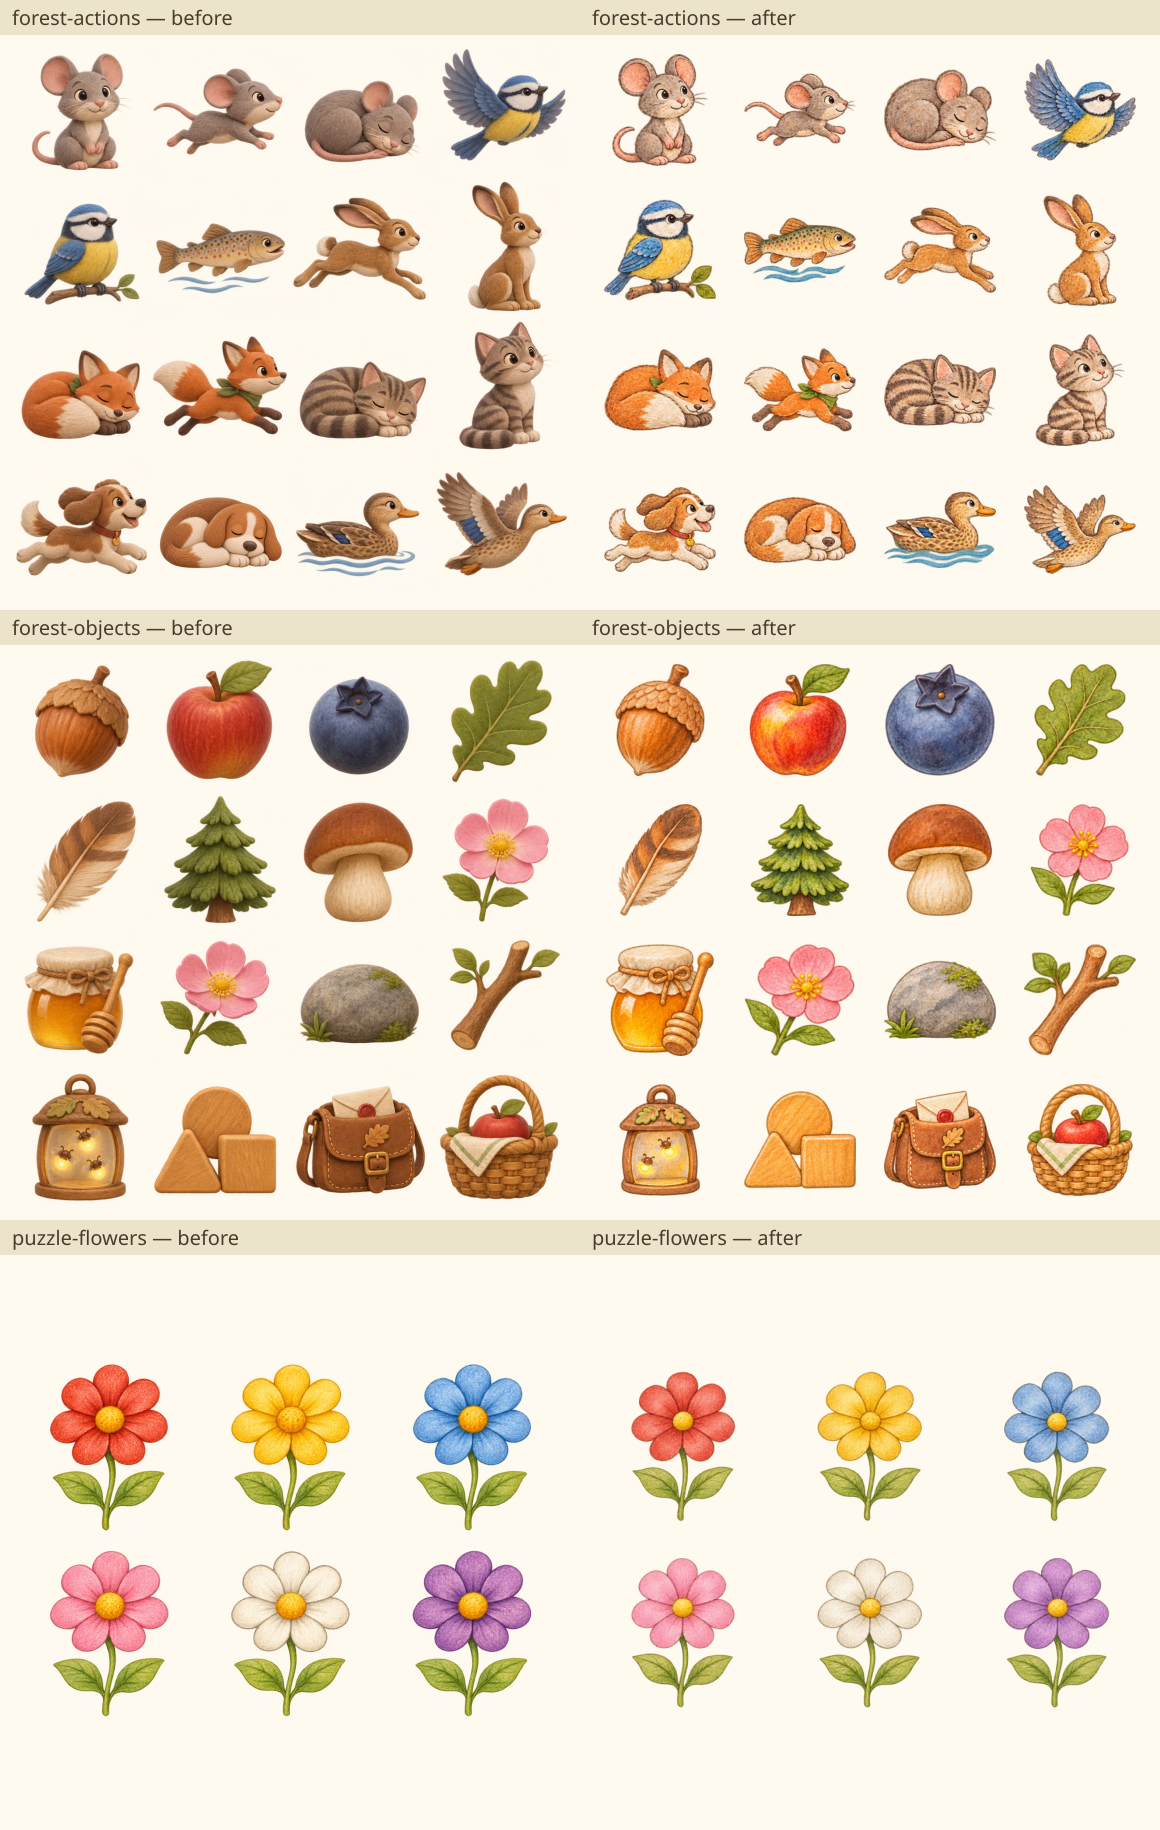 forest-actions — before
forest-actions — after
forest-objects — before
forest-objects — after
puzzle-flowers — before
puzzle-flowers — after